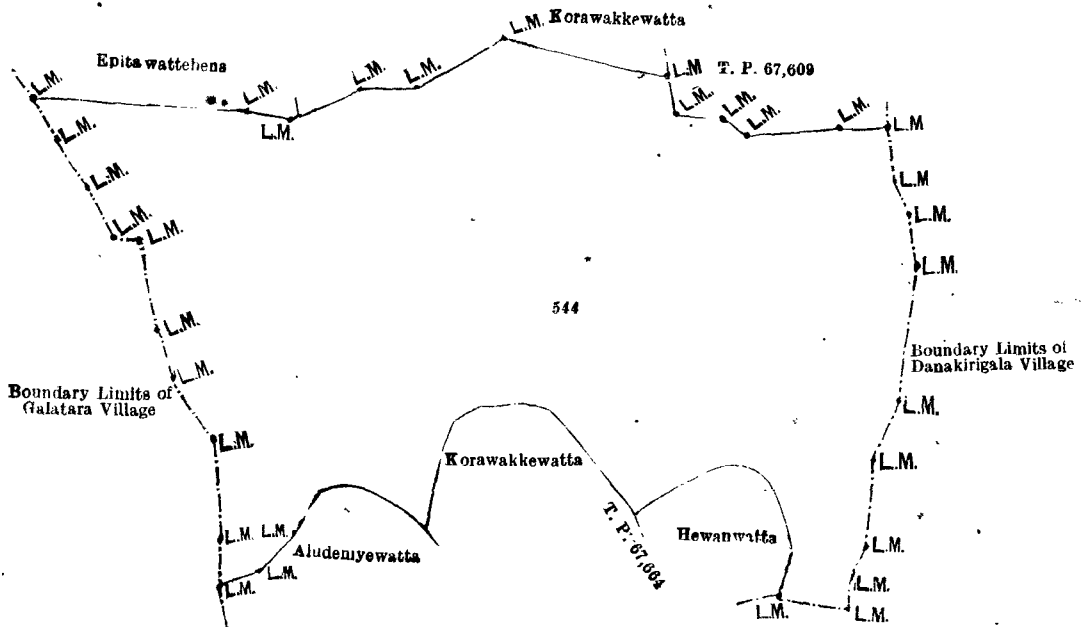 L.M. Korawakkewatta
Epitawattehena
L.M.
L.M.
L.M.
L.M.
L.M.
L.M T. P. 67,609
L.M.
L.M.
L.M.
L.M.
L.M
L.M.
L.M.
L.M.
L.M.
L.M
L.M.
L.M.
544
L.M.
L.M.
Boundary Limits of
Galatara Village
Boundary Limits of
Danakirigala Village
L.M.
L.M.
L.M.
Korawakkewatta
T. P. 67,664
Hewanwatta
L.M. L.M.
Aludeniyewatta
L.M.
L.M.
L.M.
L.M.
L.M.
L.M.